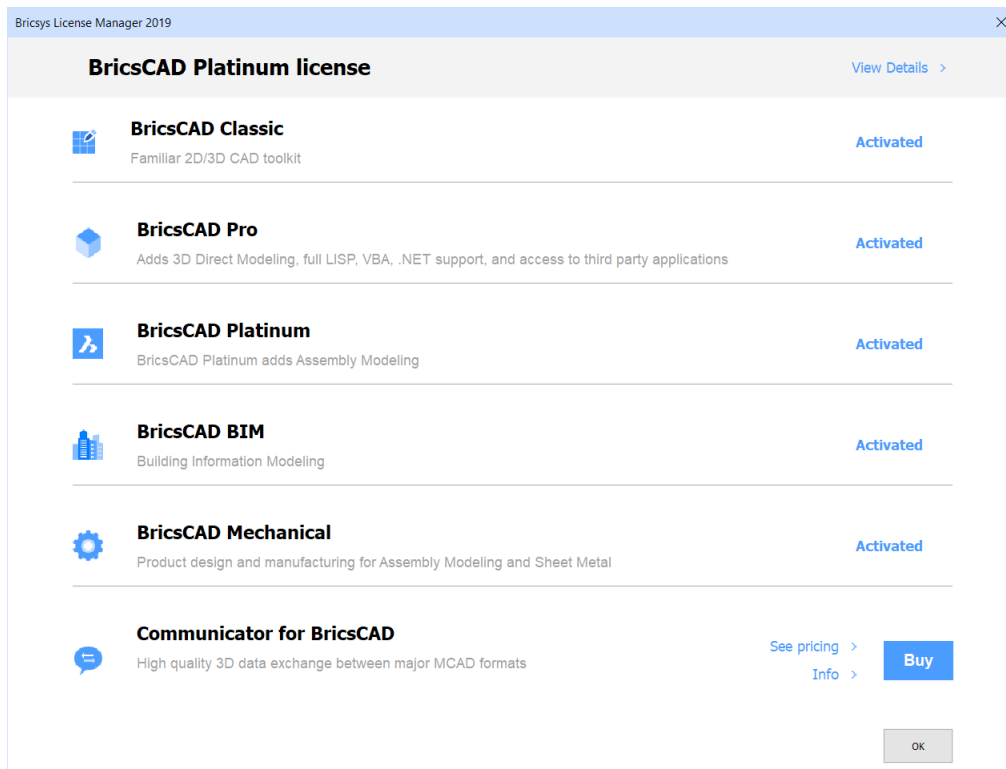 Bricsys License Manager 2019
BricsCAD Platinum license
View Details >
BricsCAD Classic
Familiar 2D/3D CAD toolkit
Activated
BricsCAD Pro
Adds 3D Direct Modeling, full LISP, VBA, .NET support, and access to third party applications
Activated
BricsCAD Platinum
BricsCAD Platinum adds Assembly Modeling
Activated
BricsCAD BIM
Building Information Modeling
Activated
BricsCAD Mechanical
Product design and manufacturing for Assembly Modeling and Sheet Metal
Activated
Communicator for BricsCAD
High quality 3D data exchange between major MCAD formats
See pricing >
Info >
Buy
OK